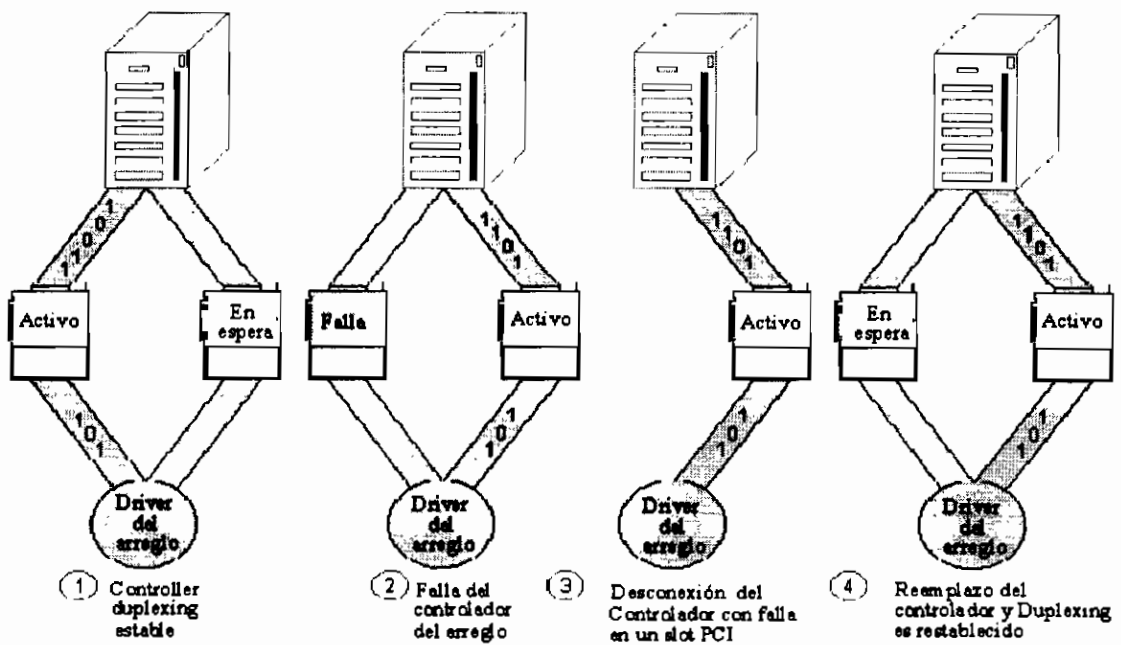 1 1 0 0 1
1 1 0 1
1 1 0 1
1 1 0 1
Activo
En
espera
Falla
Activo
Activo
En
espera
Activo
1 0 1
1 0 1
1 0 1
1 0 1
Driver
del
arreglo
Driver
del
arreglo
Driver
del
arreglo
Driver
del
arreglo
1 Controller
duplexing
estable
2 Falla del
controlador
del arreglo
3 Desconexión del
Controlador con falla
en un slot PCI
4 Reemplazo del
controlador y Duplexing
es restablecido